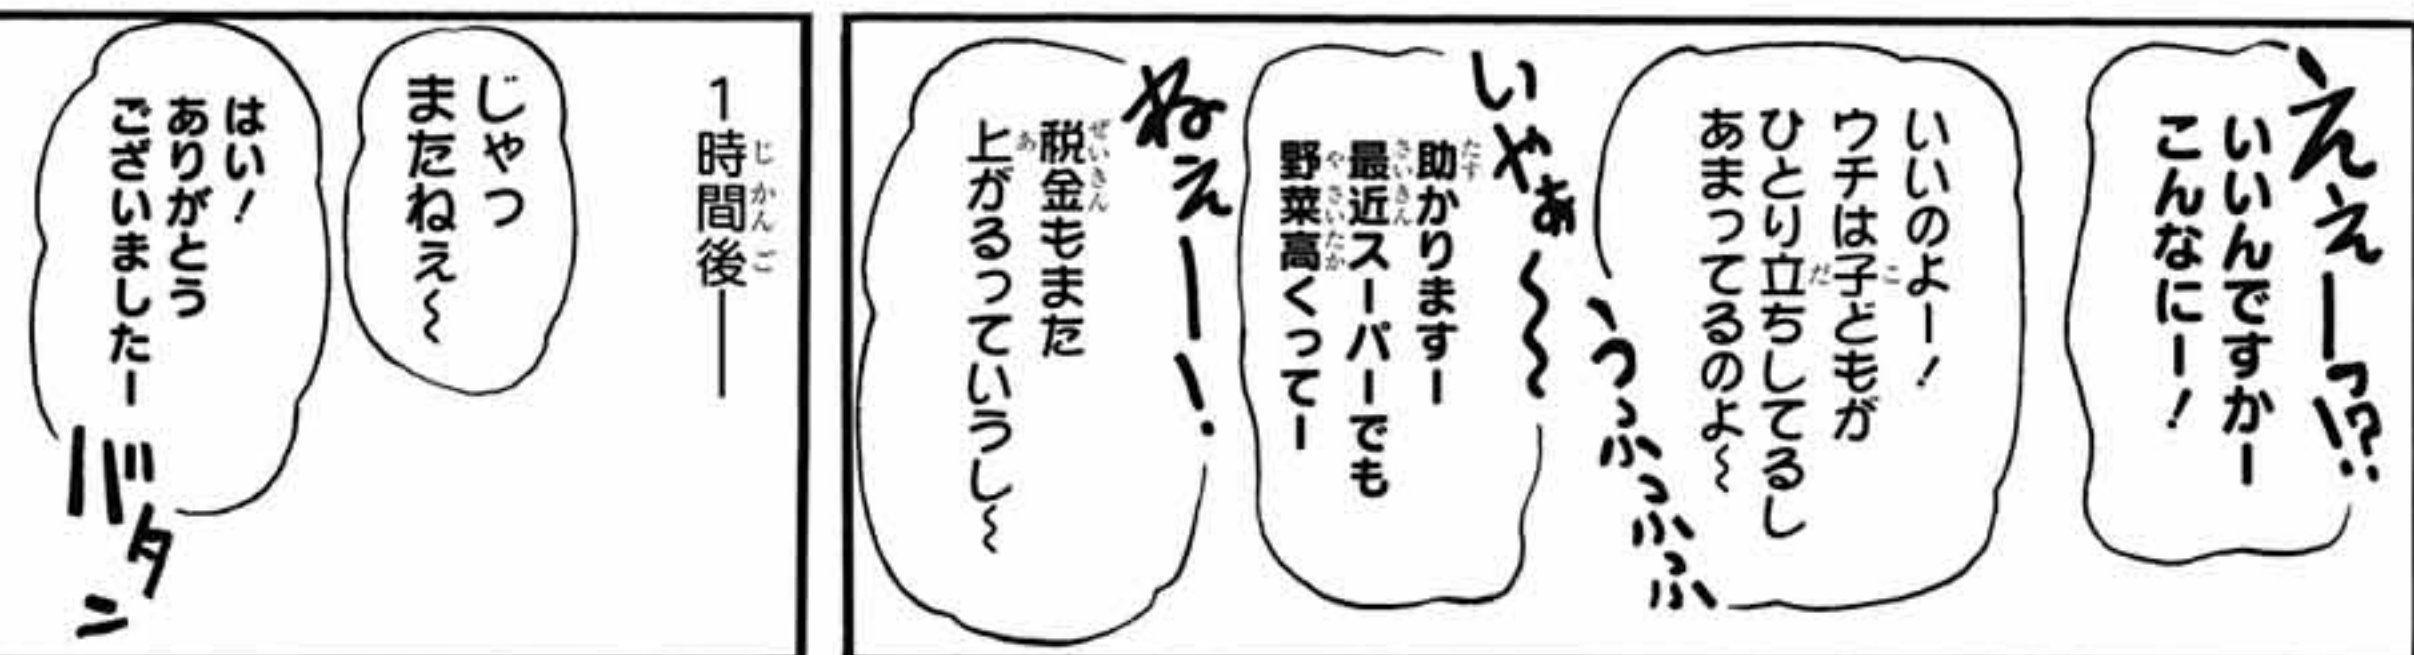 ええーっ!?
いいんですかー
こんなにー!
いいのよー!
ウチは子どもが
ひとり立ちしてるし
あまってるのよ〜
うっふっふっふ
いやぁ〜〜
助かりますー
最近スーパーでも
野菜高くってー
ねぇーー!
税金もまた
上がるっていうし〜
1時間後——
じゃっ
またねぇ〜
はい!
ありがとう
ございましたー
バタン